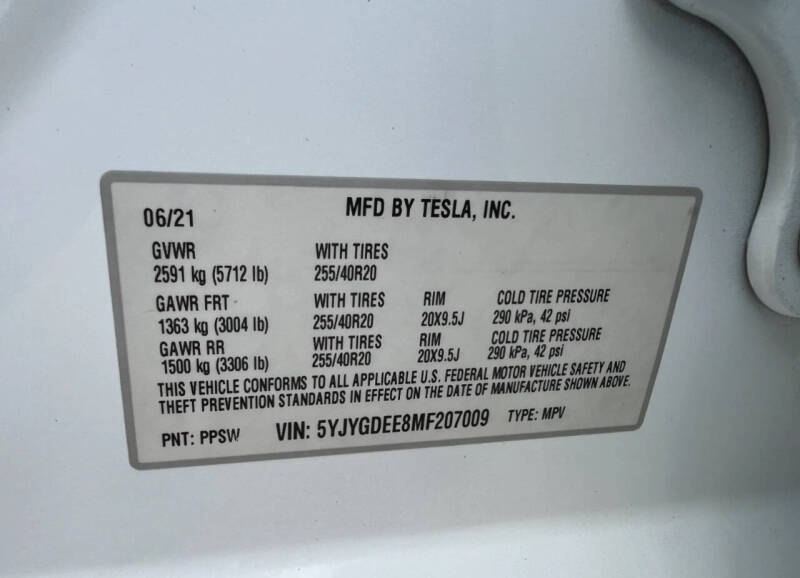 06/21 MFD BY TESLA, INC.
GVWR WITH TIRES
2591 kg (5712 lb) 255/40R20
GAWR FRT WITH TIRES RIM COLD TIRE PRESSURE
1363 kg (3004 lb) 255/40R20 20X9.5J 290 kPa, 42 psi
GAWR RR WITH TIRES RIM COLD TIRE PRESSURE
1500 kg (3306 lb) 255/40R20 20X9.5J 290 kPa, 42 psi
THIS VEHICLE CONFORMS TO ALL APPLICABLE U.S. FEDERAL MOTOR VEHICLE SAFETY AND
THEFT PREVENTION STANDARDS IN EFFECT ON THE DATE OF MANUFACTURE SHOWN ABOVE.
PNT: PPSW VIN: 5YJYGDEE8MF207009 TYPE: MPV